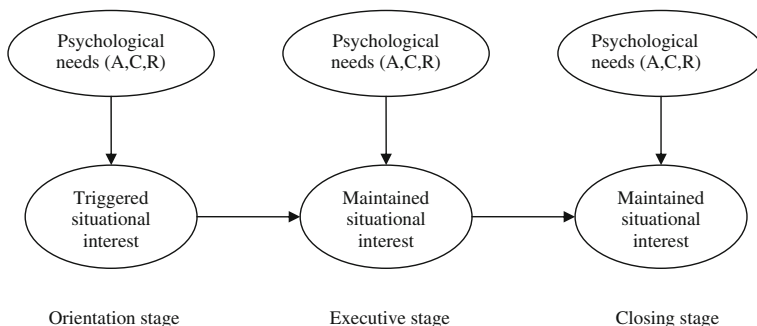 Psychological
needs (A,C,R)
Psychological
needs (A,C,R)
Psychological
needs (A,C,R)
Triggered
situational
interest
Maintained
situational
interest
Maintained
situational
interest
Orientation stage
Executive stage
Closing stage